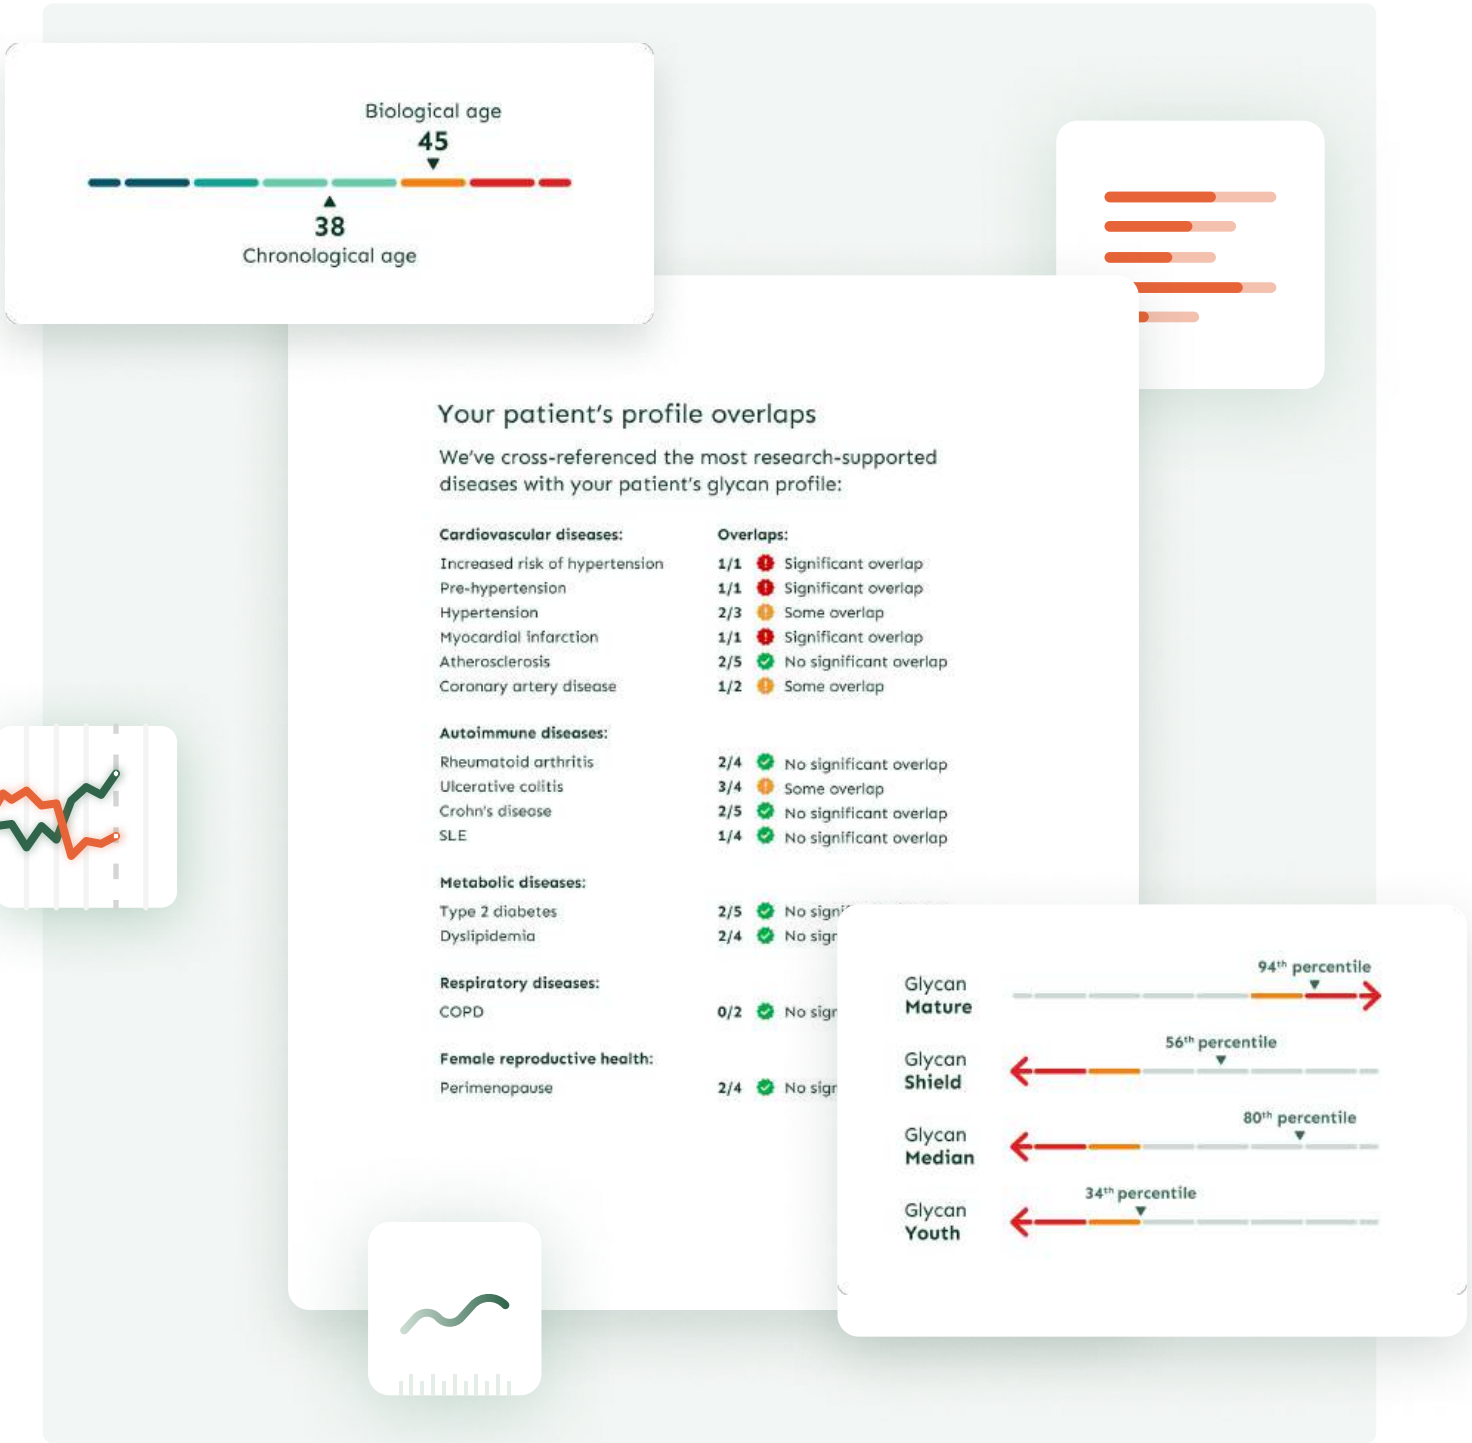 Biological age
45
38
Chronological age
Your patient's profile overlaps
We've cross-referenced the most research-supported
diseases with your patient's glycan profile:
Cardiovascular diseases: Overlaps:
Increased risk of hypertension 1/1 Significant overlap
Pre-hypertension 1/1 Significant overlap
Hypertension 2/3 Some overlap
Myocardial infarction 1/1 Significant overlap
Atherosclerosis 2/5 No significant overlap
Coronary artery disease 1/2 Some overlap
Autoimmune diseases:
Rheumatoid arthritis 2/4 No significant overlap
Ulcerative colitis 3/4 Some overlap
Crohn's disease 2/5 No significant overlap
SLE 1/4 No significant overlap
Metabolic diseases:
Type 2 diabetes 2/5 No
Dyslipidemia 2/4 No
Respiratory diseases:
COPD 0/2 No
Female reproductive health:
Perimenopause 2/4 No
94th percentile
Glycan
Mature
56th percentile
Glycan
Shield
80th percentile
Glycan
Median
34th percentile
Glycan
Youth